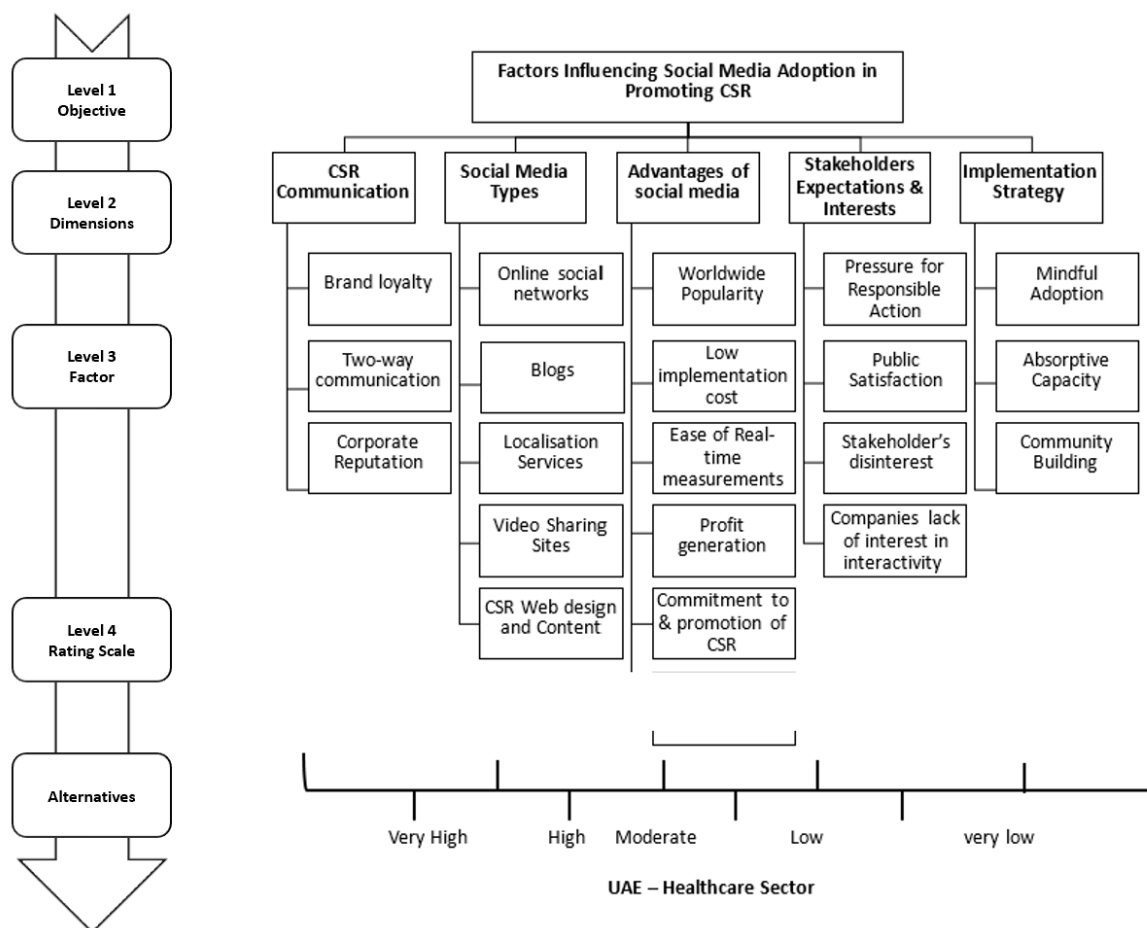 Level 1
Objective
Level 2
Dimensions
Level 3
Factor
Level 4
Rating Scale
Alternatives
Factors Influencing Social Media Adoption in
Promoting CSR
CSR
Communication
Brand loyalty
Two-way
communication
Corporate
Reputation
Social Media
Types
Online social
networks
Blogs
Localisation
Services
Video Sharing
Sites
CSR Web design
and Content
Advantages of
social media
Worldwide
Popularity
Low
implementation
cost
Ease of Real-
time
measurements
Profit
generation
Commitment to
& promotion of
CSR
Stakeholders
Expectations &
Interests
Pressure for
Responsible
Action
Public
Satisfaction
Stakeholder’s
disinterest
Companies lack
of interest in
interactivity
Implementation
Strategy
Mindful
Adoption
Absorptive
Capacity
Community
Building
Very High High Moderate Low very low
UAE – Healthcare Sector